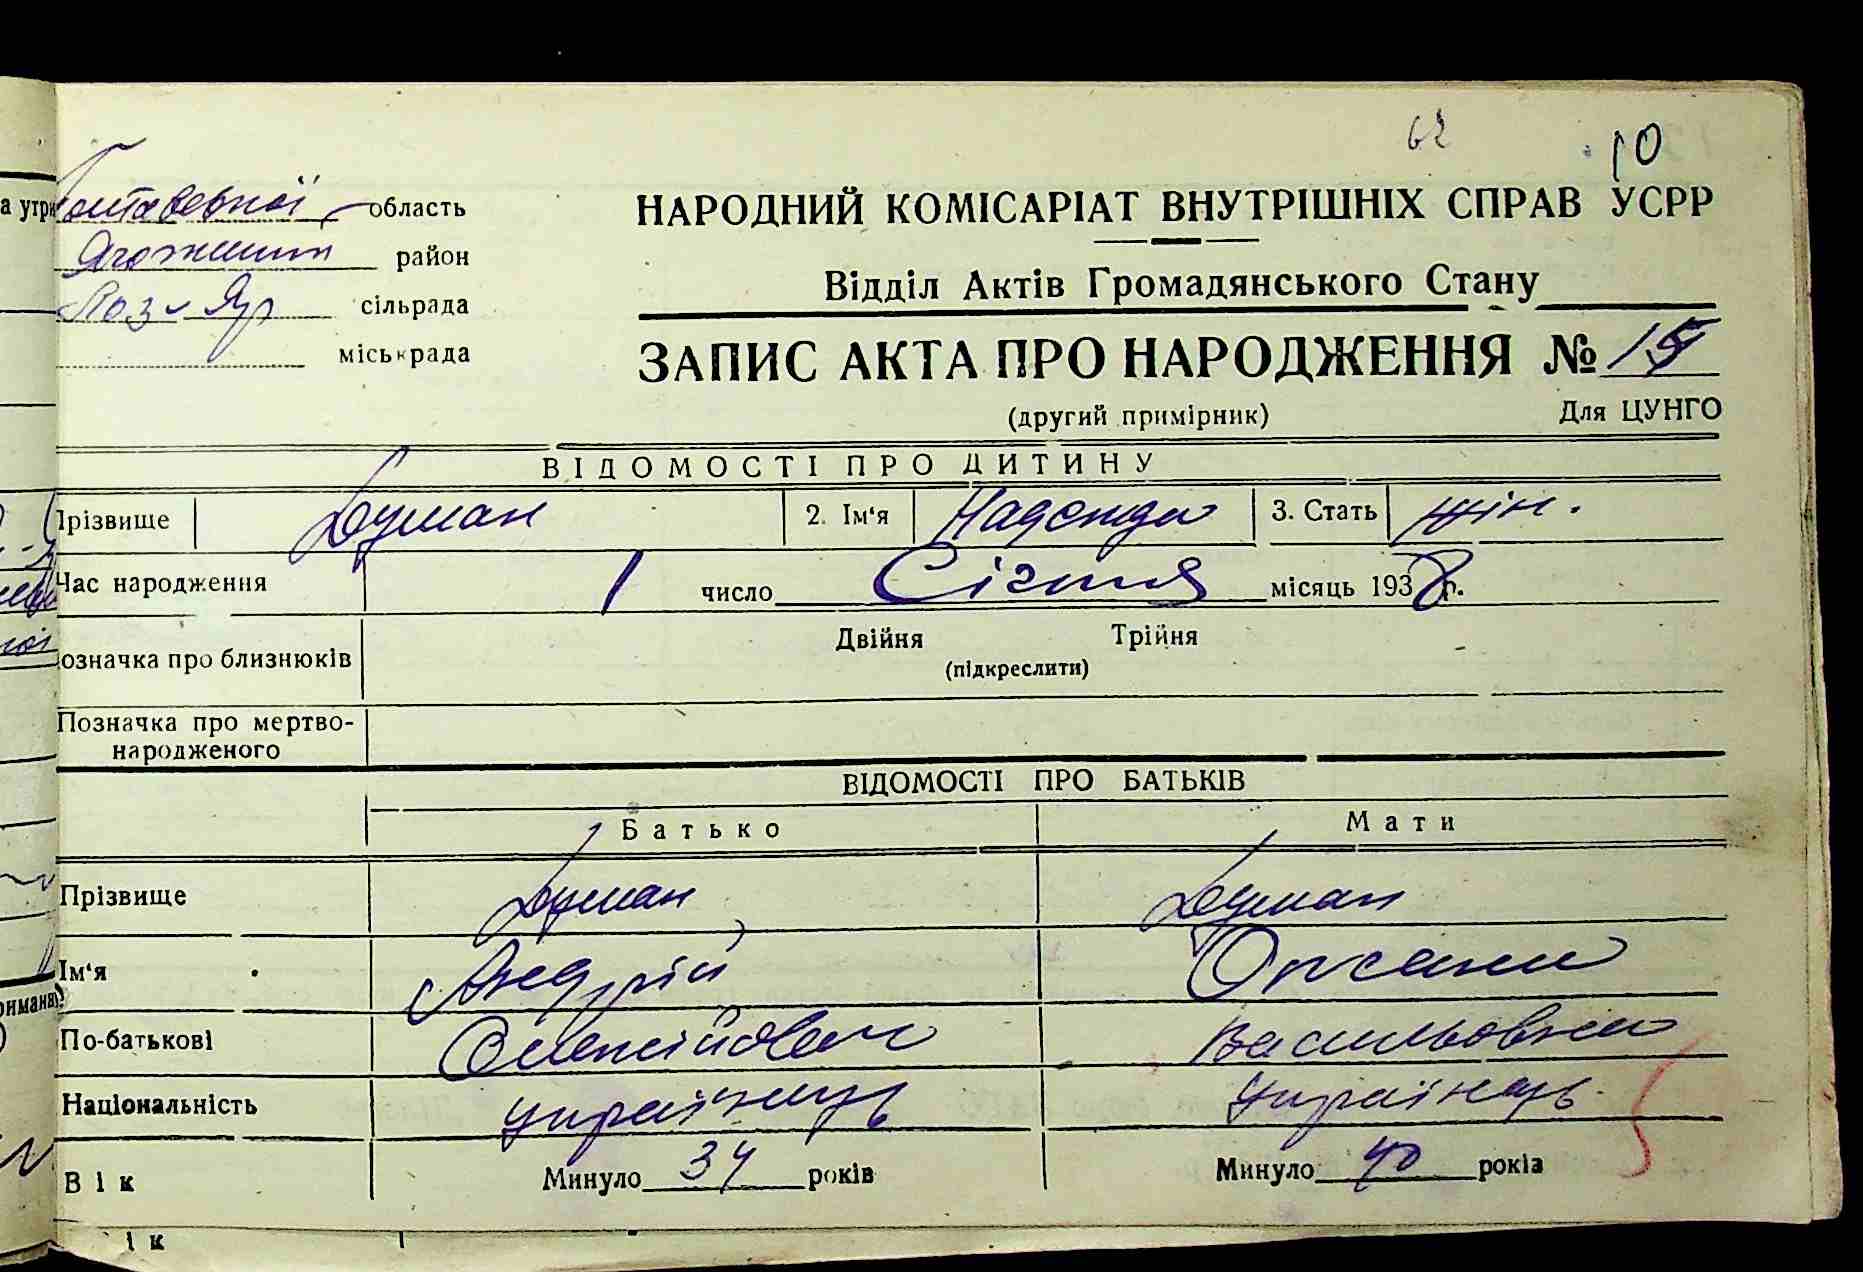 62 10
Полтавської область
Яготинський район
Лоз-Яр сільрада
міськрада
НАРОДНИЙ КОМІСАРІАТ ВНУТРІШНІХ СПРАВ УСРР
Відділ Актів Громадянського Стану
ЗАПИС АКТА ПРО НАРОДЖЕННЯ № 15
(другий примірник) Для ЦУНГО
ВІДОМОСТІ ПРО ДИТИНУ
Прізвище Думан 2. Ім'я Надежда 3. Стать жін.
Час народження 1 число Січня місяць 1938 р.
означка про близнюків Двійня Трійня
(підкреслити)
Позначка про мертво-
народженого
ВІДОМОСТІ ПРО БАТЬКІВ
Батько Мати
Прізвище Думан Думан
Ім'я Андрій Оксана
По-батькові Олексійович Васильовна
Національність українець українець
Вік Минуло 34 років Минуло 40 років
ік